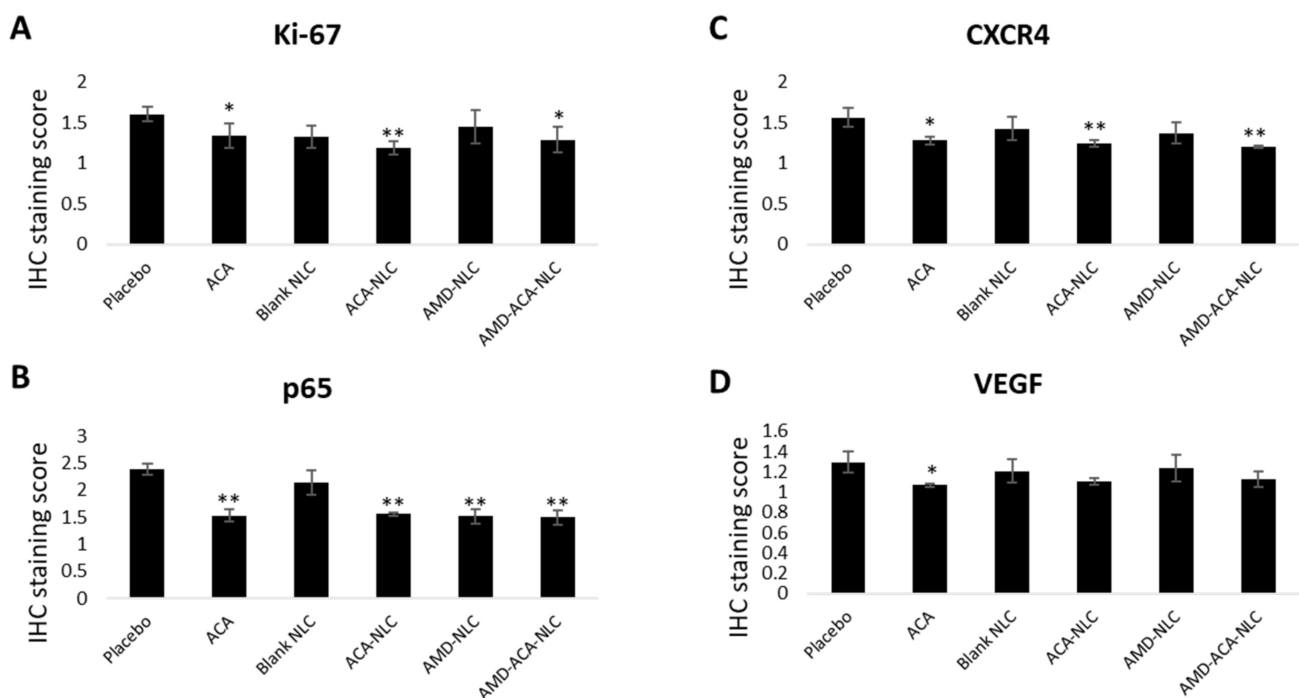 A
Ki-67
IHC staining score
2
1.5
1
0.5
0
*
**
*
Placebo
ACA
Blank NLC
ACA-NLC
AMD-NLC
AMD-ACA-NLC
B
p65
IHC staining score
3
2.5
2
1.5
1
0.5
0
**
**
**
**
Placebo
ACA
Blank NLC
ACA-NLC
AMD-NLC
AMD-ACA-NLC
C
CXCR4
IHC staining score
2
1.5
1
0.5
0
*
**
**
Placebo
ACA
Blank NLC
ACA-NLC
AMD-NLC
AMD-ACA-NLC
D
VEGF
IHC staining score
1.6
1.4
1.2
1
0.8
0.6
0.4
0.2
0
*
Placebo
ACA
Blank NLC
ACA-NLC
AMD-NLC
AMD-ACA-NLC